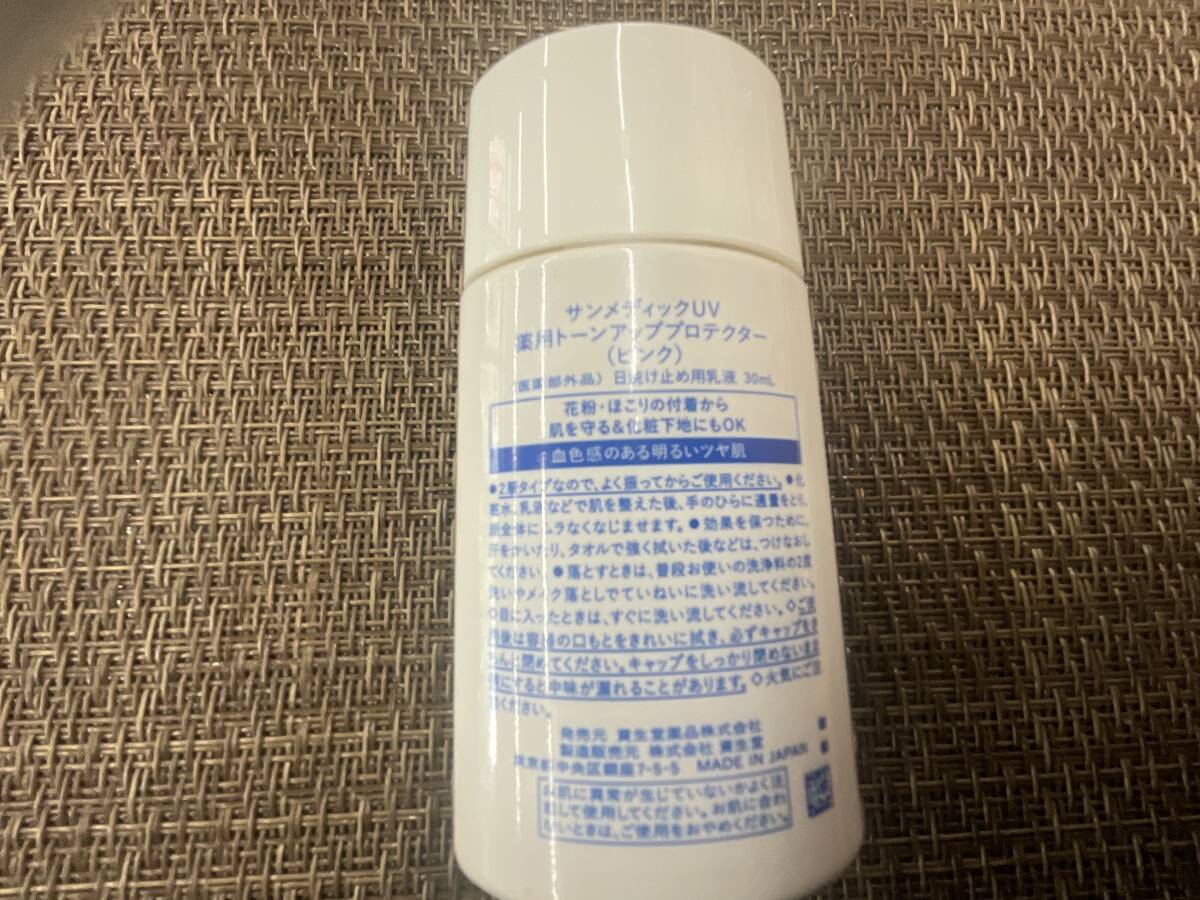 サンメディックUV
薬用トーンアッププロテクター
（ピンク）
（医薬部外品）日焼け止め用乳液 30mL
花粉・ほこりの付着から
肌を守る&化粧下地にもOK
血色感のある明るいツヤ肌
●2層タイプなので、よく振ってからご使用ください。●化
粧水、乳液などで肌を整えた後、手のひらに適量をとり、
顔全体にムラなくなじませます。●効果を保つために、
汗をかいたり、タオルで強く拭いた後などは、つけなおし
てください。●落とすときは、普段お使いの洗浄料の2度
洗いやメイク落としでていねいに洗い流してください。
◇目に入ったときは、すぐに洗い流してください。◇ご使
用後は容器の口もとをきれいに拭き、必ずキャップをき
ちんと閉めてください。キャップをしっかり閉めないまま
横にすると中味が漏れることがあります。◇火気にご注
意ください。
発売元 資生堂薬品株式会社
製造販売元 株式会社 資生堂
東京都中央区銀座7-5-5 MADE IN JAPAN
お肌に異常が生じていないかよく注
意して使用してください。お肌に合わ
ないときは、ご使用をおやめください。